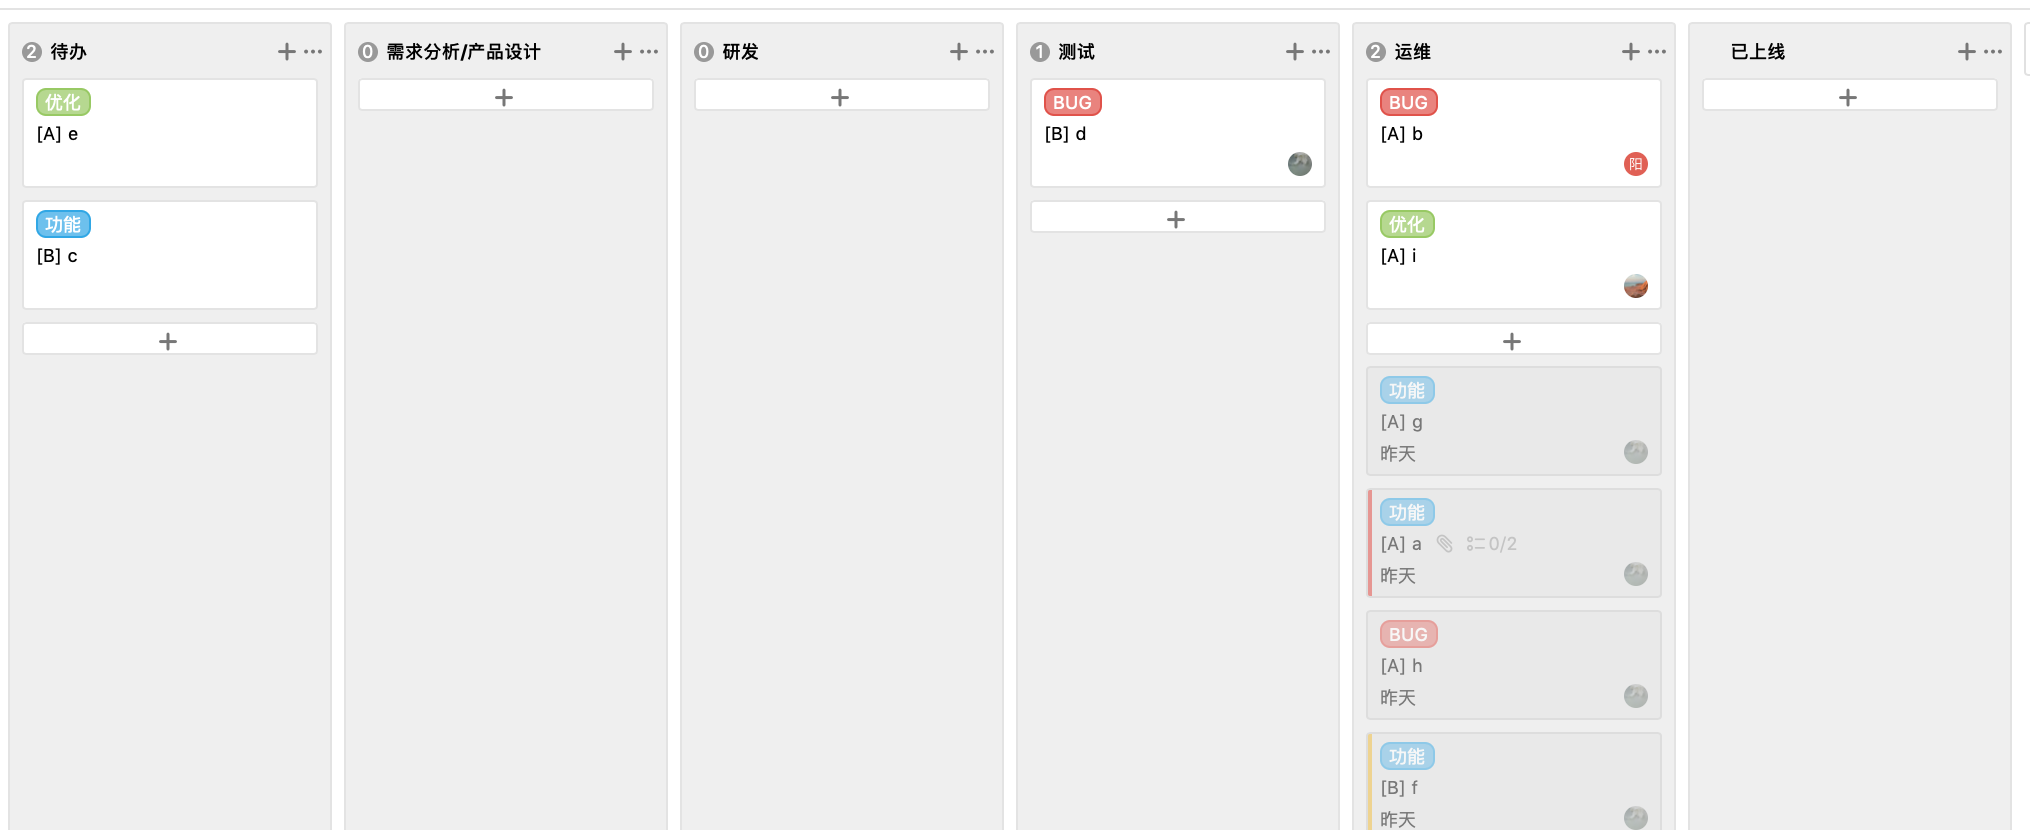 2 待办
优化
[A] e
功能
[B] c
0 需求分析/产品设计
0 研发
1 测试
BUG
[B] d
2 运维
BUG
[A] b
阳
优化
[A] i
功能
[A] g
昨天
功能
[A] a 0/2
昨天
BUG
[A] h
昨天
功能
[B] f
昨天
已上线